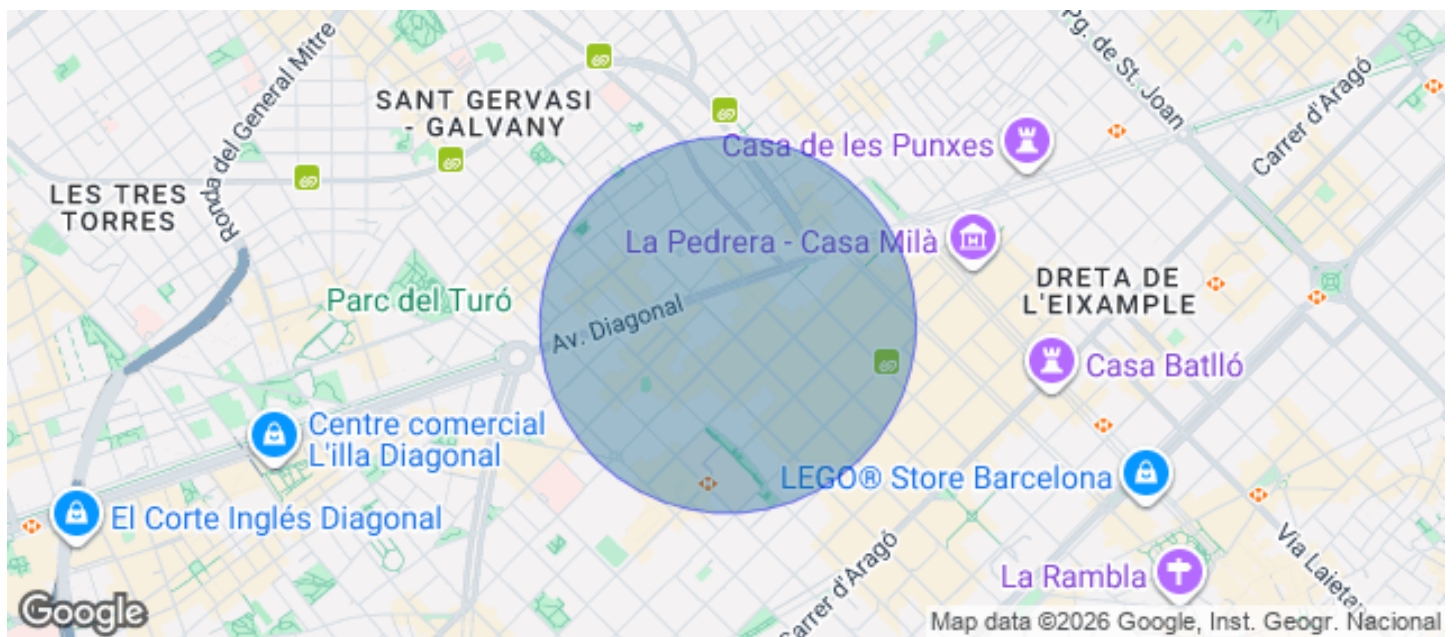 Ronda del General Mitre
SANT GERVASI
- GALVANY
Pg. de St. Joan
Carrer d'Aragó
Casa de les Punxes
LES TRES
TORRES
La Pedrera - Casa Milà
DRETA DE
L'EIXAMPLE
Parc del Turó
Av. Diagonal
Casa Batlló
Centre comercial
L'illa Diagonal
LEGO® Store Barcelona
El Corte Inglés Diagonal
Carrer d'Aragó
La Rambla
Via Laietan
Google
Map data ©2026 Google, Inst. Geogr. Nacional